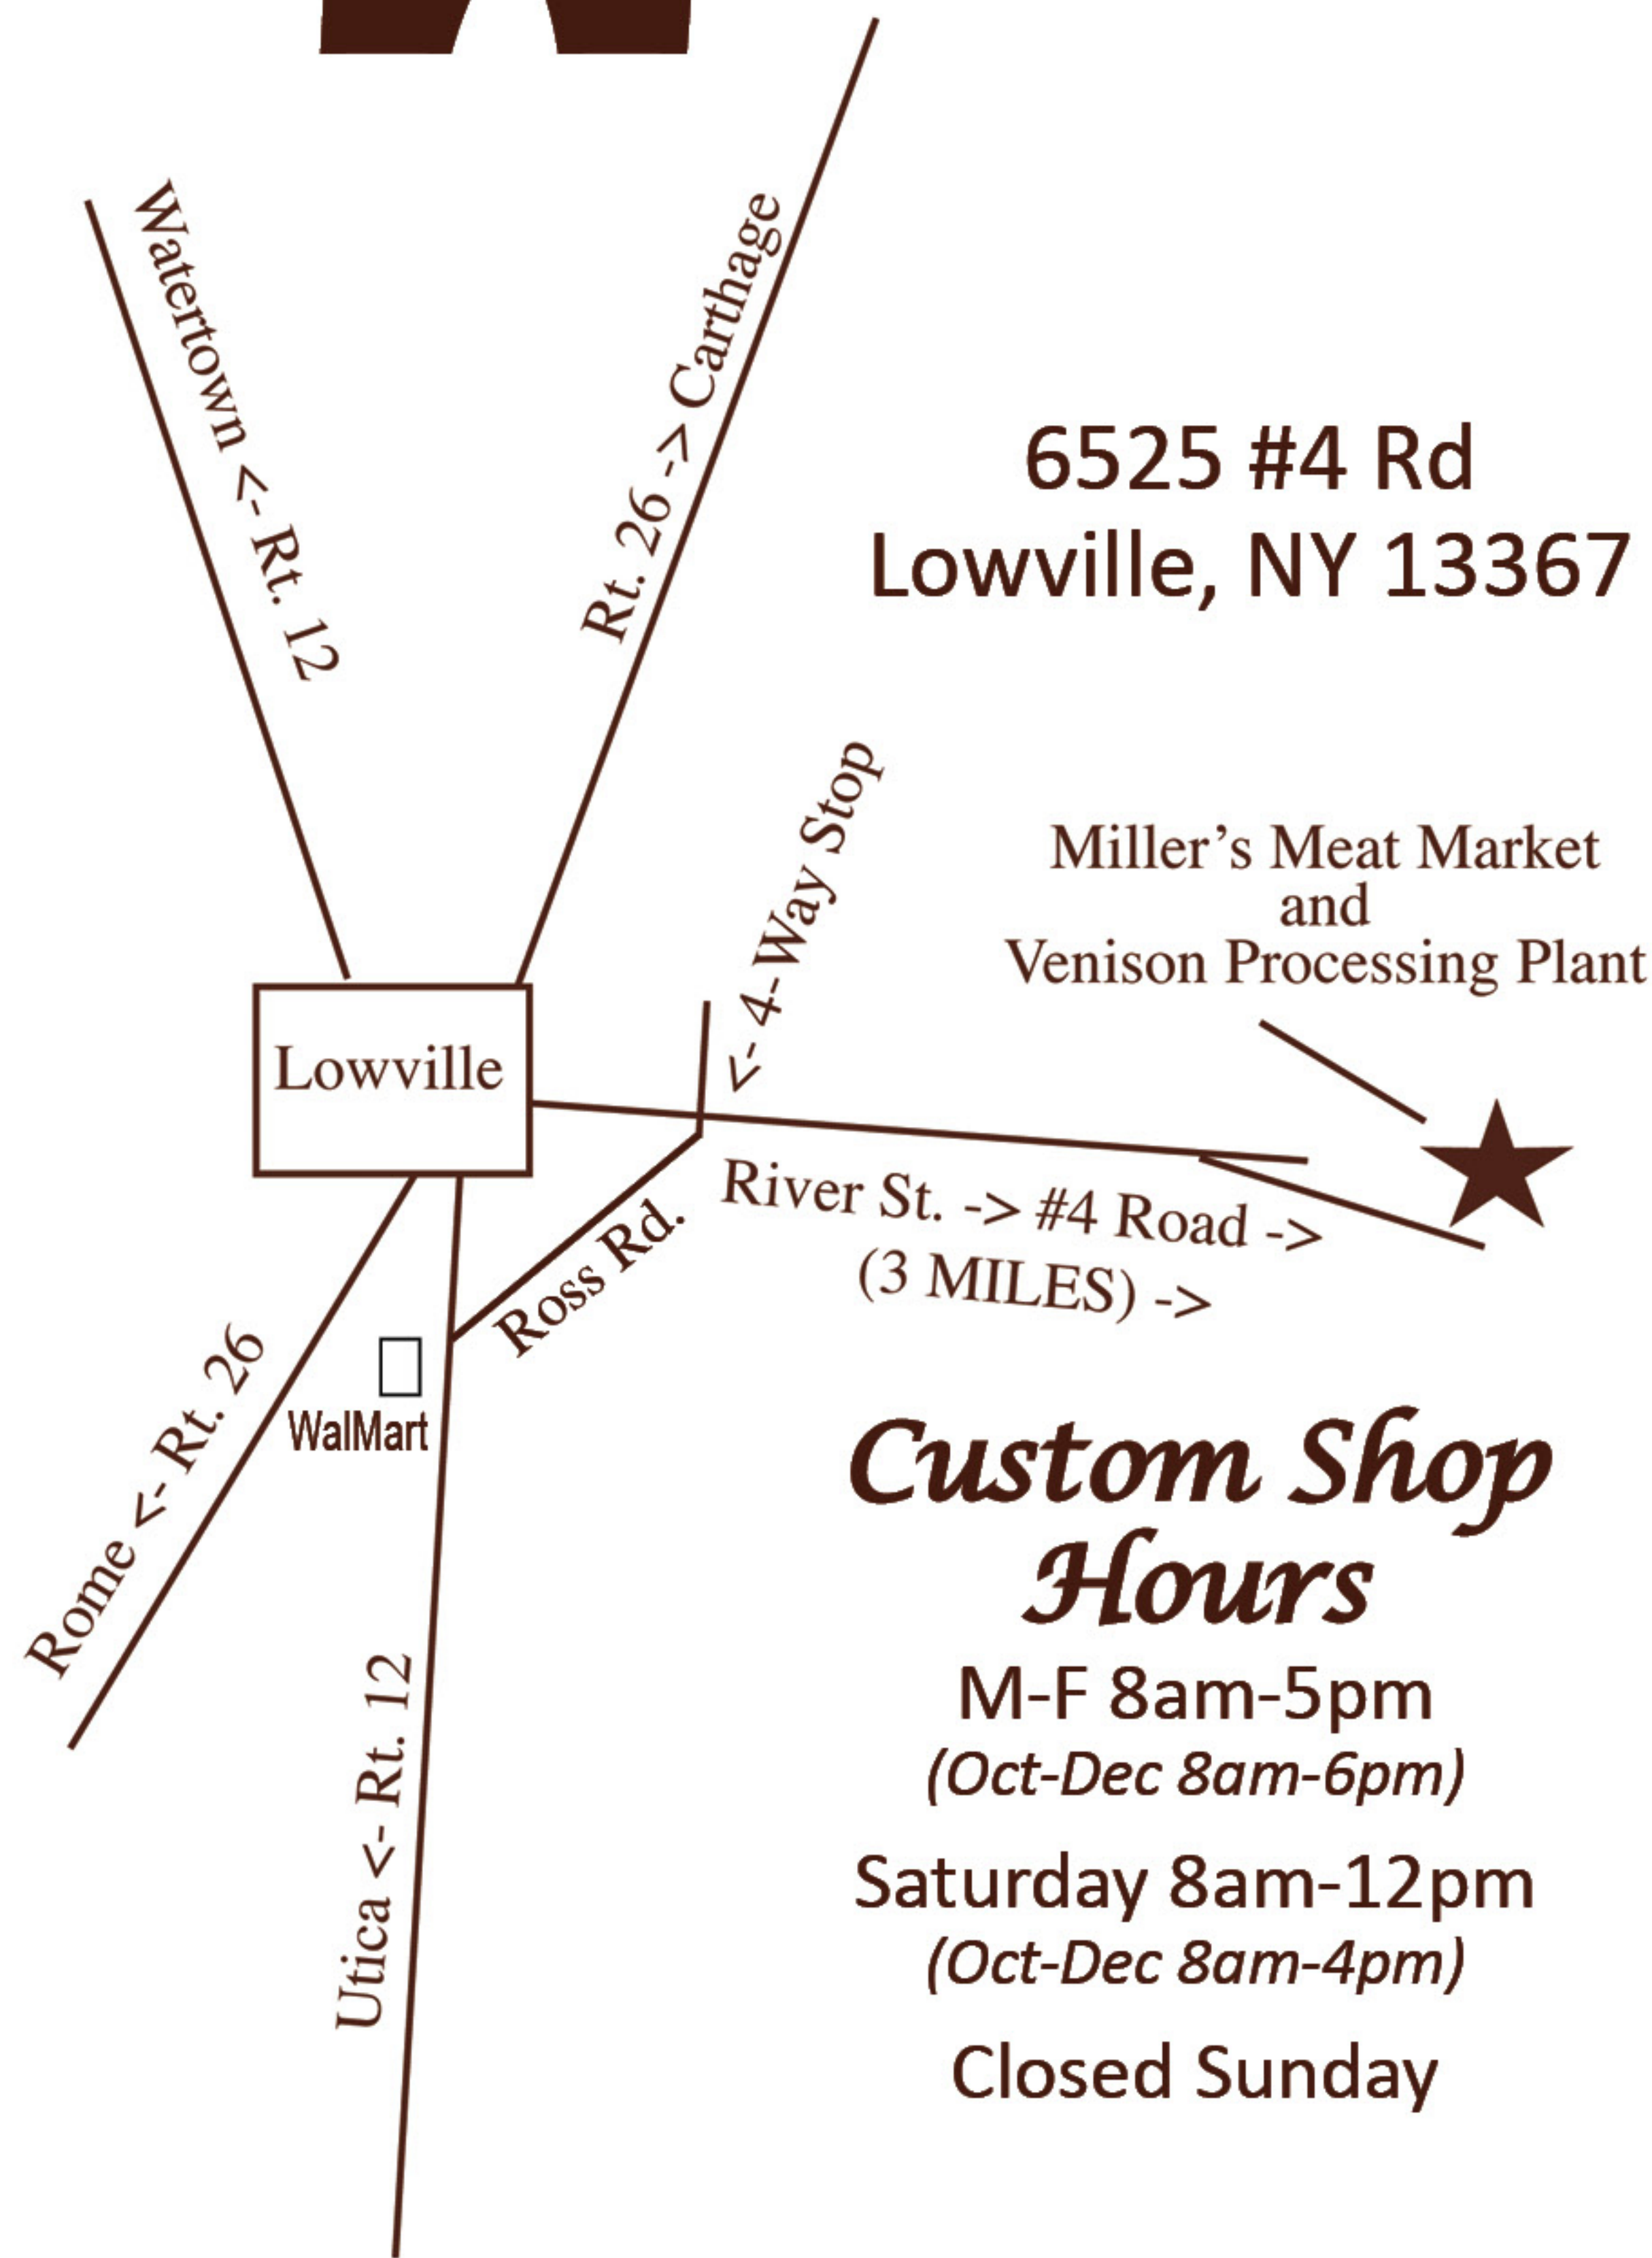 Watertown <- Rt. 12
Rt. 26 -> Carthage
6525 #4 Rd
Lowville, NY 13367
<- 4-Way Stop
Miller's Meat Market
and
Venison Processing Plant
Lowville
River St. -> #4 Road ->
(3 MILES) ->
Ross Rd.
Rome <- Rt. 26
WalMart
Utica <- Rt. 12
Custom Shop
Hours
M-F 8am-5pm
(Oct-Dec 8am-6pm)
Saturday 8am-12pm
(Oct-Dec 8am-4pm)
Closed Sunday